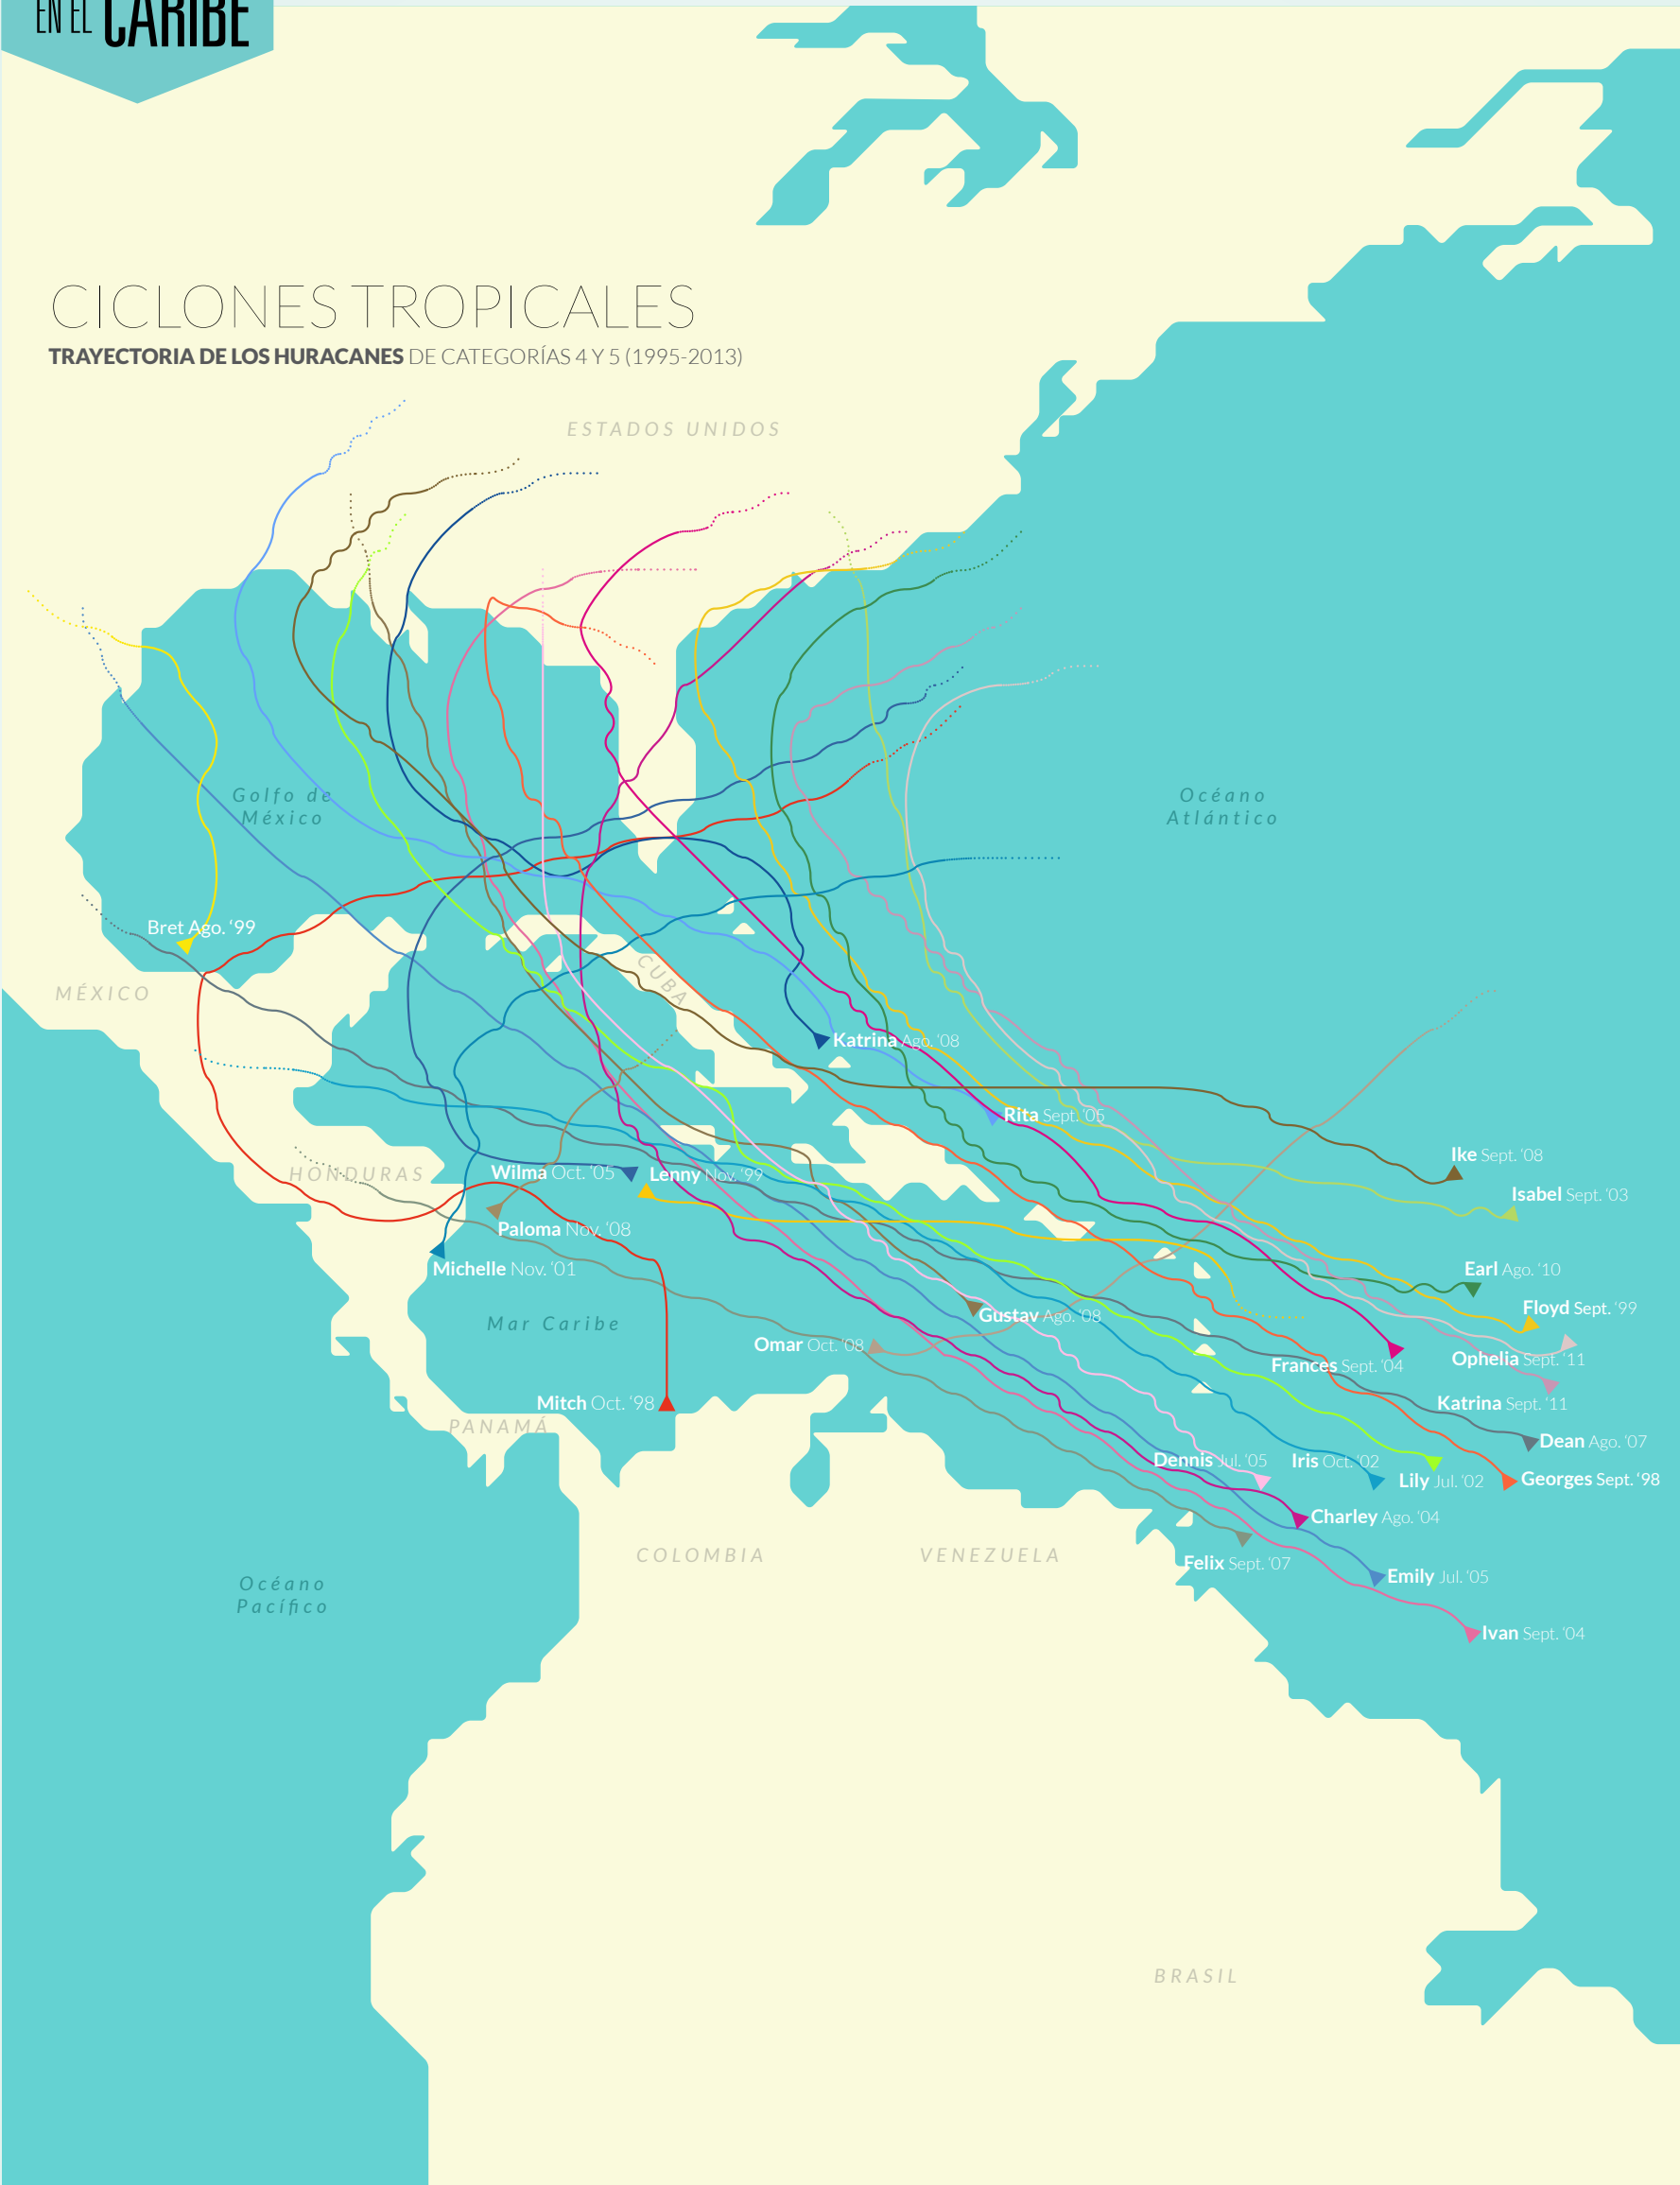 EN EL CARIBE
CICLONES TROPICALES
TRAYECTORIA DE LOS HURACANES DE CATEGORÍAS 4 Y 5 (1995-2013)
ESTADOS UNIDOS
Golfo de
México
Océano
Atlántico
Bret Ago. ‘99
MÉXICO
CUBA
Katrina Ago. ‘08
Rita Sept. ‘05
Ike Sept. ‘08
HONDURAS
Wilma Oct. ‘05
Lenny Nov. ‘99
Isabel Sept. ‘03
Paloma Nov. ‘08
Michelle Nov. ‘01
Earl Ago. ‘10
Mar Caribe
Gustav Ago. ‘08
Floyd Sept. ‘99
Omar Oct. ‘08
Frances Sept. ‘04
Ophelia Sept. ‘11
Mitch Oct. ‘98
Katrina Sept. ‘11
PANAMÁ
Dean Ago. ‘07
Dennis Jul. ‘05
Iris Oct. ‘02
Lily Jul. ‘02
Georges Sept. ‘98
Charley Ago. ‘04
COLOMBIA
VENEZUELA
Felix Sept. ‘07
Emily Jul. ‘05
Océano
Pacífico
Ivan Sept. ‘04
BRASIL